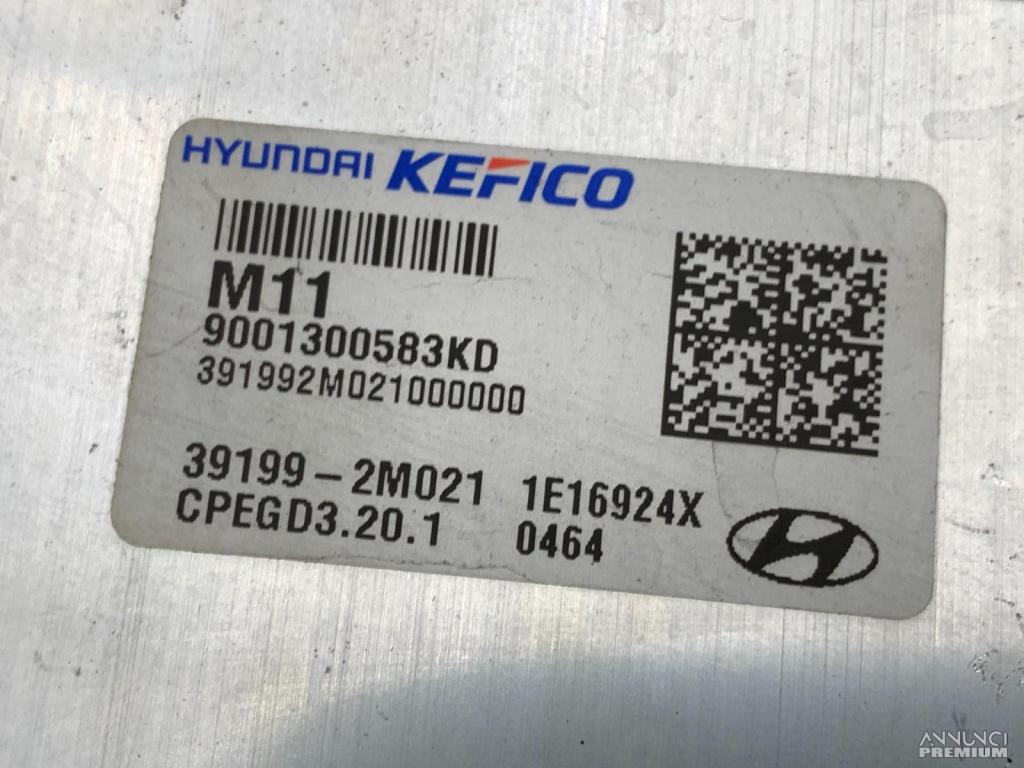 HYUNDAI KEFICO
M11
9001300583KD
391992M021000000
39199-2M021 1E16924X
CPEGD3.20.1 0464
ANNUNCI
PREMIUM